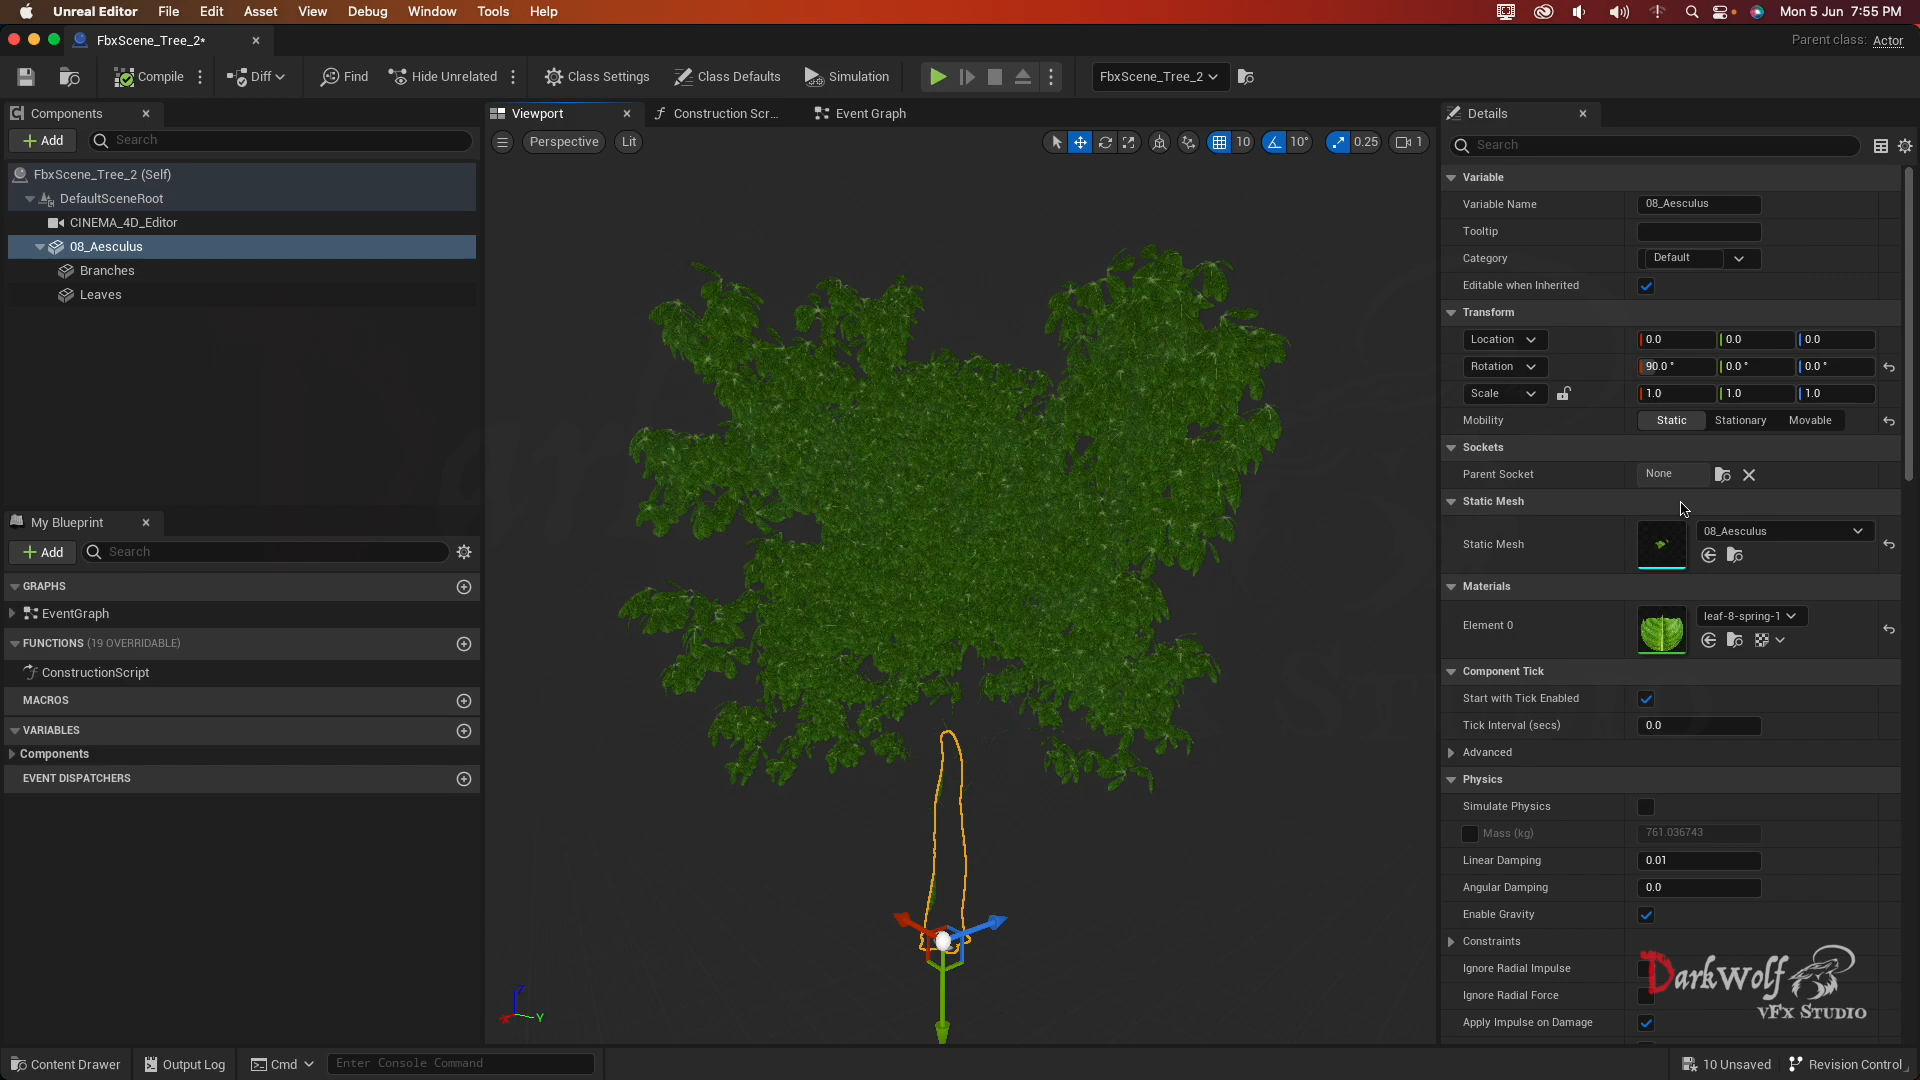 Unreal Editor File Edit Asset View Debug Window Tools Help Mon 5 Jun 7:55 PM
FbxScene_Tree_2* Parent class: Actor
Compile Diff Find Hide Unrelated Class Settings Class Defaults Simulation FbxScene_Tree_2
Components Viewport Construction Scr... Event Graph Details
Add Search Perspective Lit 10 10° 0.25 1 Search
FbxScene_Tree_2 (Self)
DefaultSceneRoot
CINEMA_4D_Editor
08_Aesculus
Branches
Leaves
My Blueprint
Add Search
GRAPHS
EventGraph
FUNCTIONS (19 OVERRIDABLE)
ConstructionScript
MACROS
VARIABLES
Components
EVENT DISPATCHERS
Z
X
Y
Variable
Variable Name 08_Aesculus
Tooltip
Category Default
Editable when Inherited
Transform
Location 0.0 0.0 0.0
Rotation 90.0 ° 0.0 ° 0.0 °
Scale 1.0 1.0 1.0
Mobility Static Stationary Movable
Sockets
Parent Socket None
Static Mesh
Static Mesh 08_Aesculus
Materials
Element 0 leaf-8-spring-1
Component Tick
Start with Tick Enabled
Tick Interval (secs) 0.0
Advanced
Physics
Simulate Physics
Mass (kg) 761.036743
Linear Damping 0.01
Angular Damping 0.0
Enable Gravity
Constraints
Ignore Radial Impulse
Ignore Radial Force
Apply Impulse on Damage
DarkWolf
vFx Studio
Content Drawer Output Log Cmd Enter Console Command 10 Unsaved Revision Control